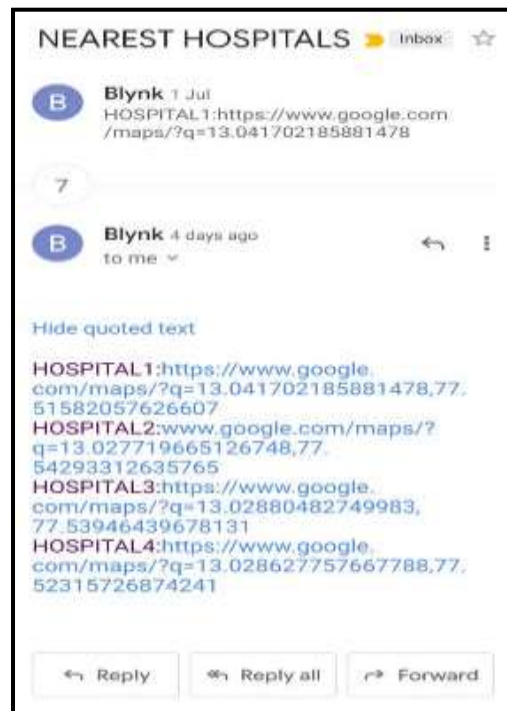 NEAREST HOSPITALS Inbox
B
Blynk 1 Jul
HOSPITAL1:https://www.google.com
/maps/?q=13.041702185881478
7
B
Blynk 4 days ago
to me
Hide quoted text
HOSPITAL1:https://www.google.
com/maps/?q=13.041702185881478,77.
51582057626607
HOSPITAL2:www.google.com/maps/?
q=13.027719665126748,77.
54293312635765
HOSPITAL3:https://www.google.
com/maps/?q=13.02880482749983,
77.53946439678131
HOSPITAL4:https://www.google.
com/maps/?q=13.028627757667788,77.
52315726874241
Reply Reply all Forward